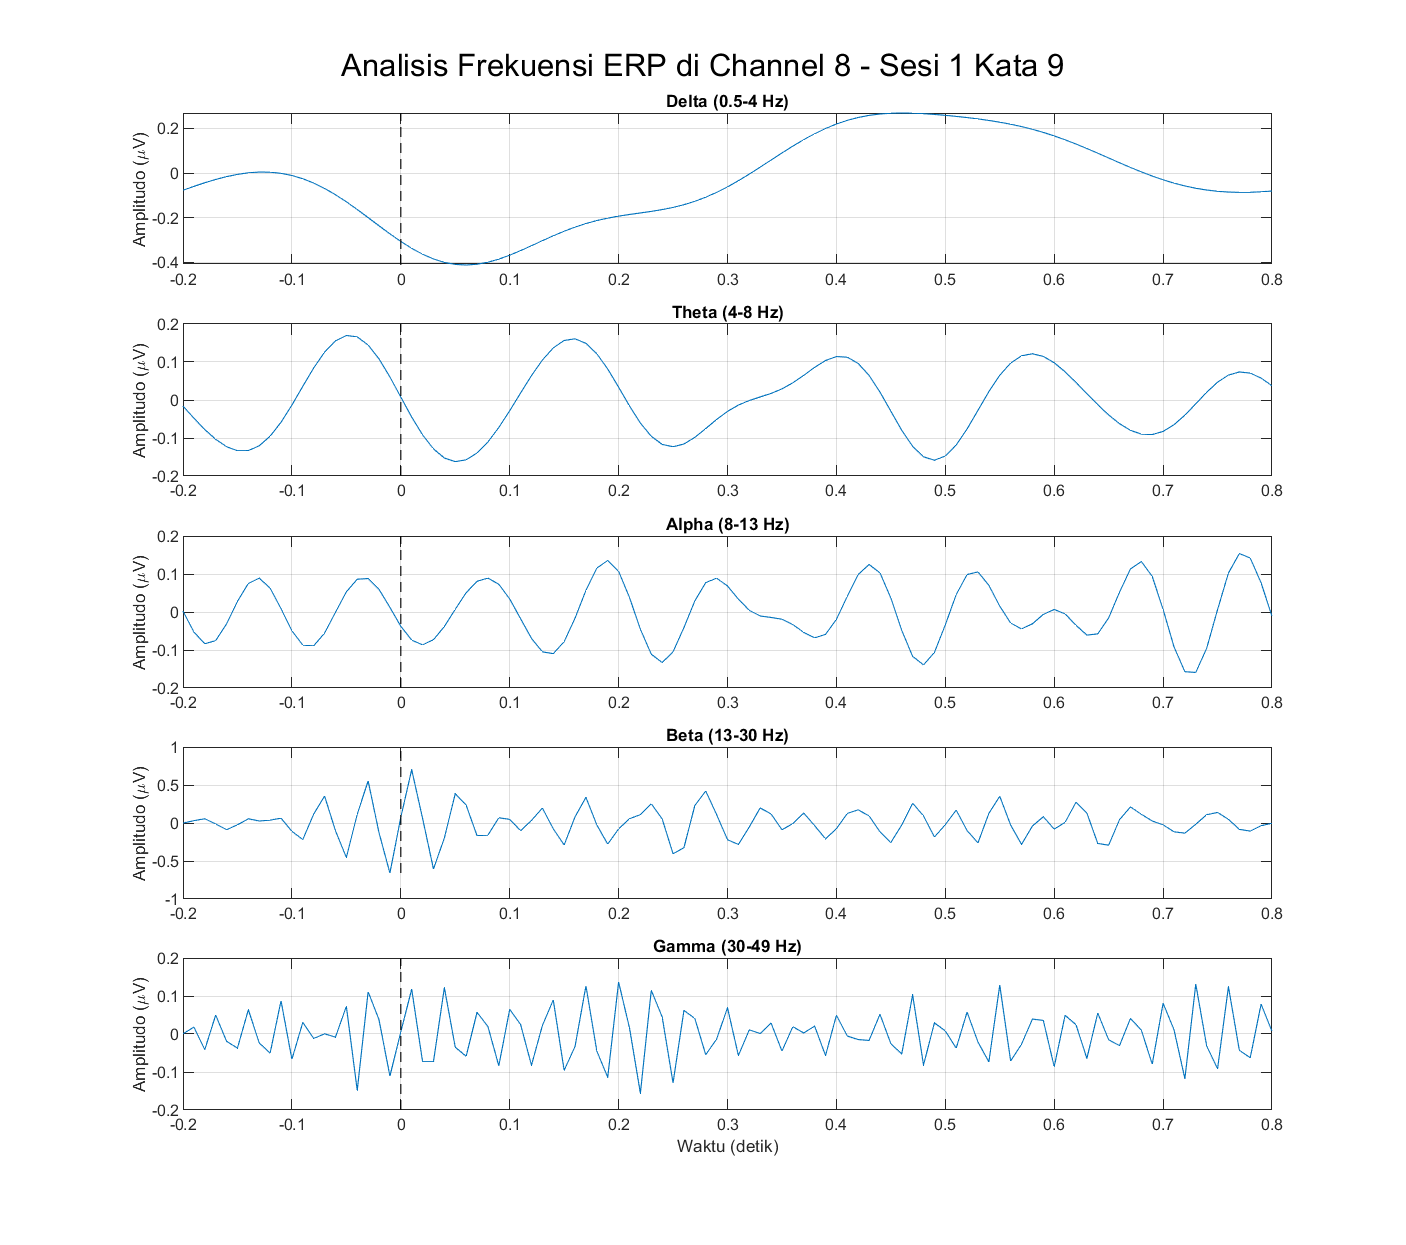 Analisis Frekuensi ERP di Channel 8 - Sesi 1 Kata 9
Delta (0.5-4 Hz)
Amplitudo (μV)
0.2
0
-0.2
-0.4
-0.2 -0.1 0 0.1 0.2 0.3 0.4 0.5 0.6 0.7 0.8
Theta (4-8 Hz)
Amplitudo (μV)
0.2
0.1
0
-0.1
-0.2
-0.2 -0.1 0 0.1 0.2 0.3 0.4 0.5 0.6 0.7 0.8
Alpha (8-13 Hz)
Amplitudo (μV)
0.2
0.1
0
-0.1
-0.2
-0.2 -0.1 0 0.1 0.2 0.3 0.4 0.5 0.6 0.7 0.8
Beta (13-30 Hz)
Amplitudo (μV)
1
0.5
0
-0.5
-1
-0.2 -0.1 0 0.1 0.2 0.3 0.4 0.5 0.6 0.7 0.8
Gamma (30-49 Hz)
Amplitudo (μV)
0.2
0.1
0
-0.1
-0.2
-0.2 -0.1 0 0.1 0.2 0.3 0.4 0.5 0.6 0.7 0.8
Waktu (detik)